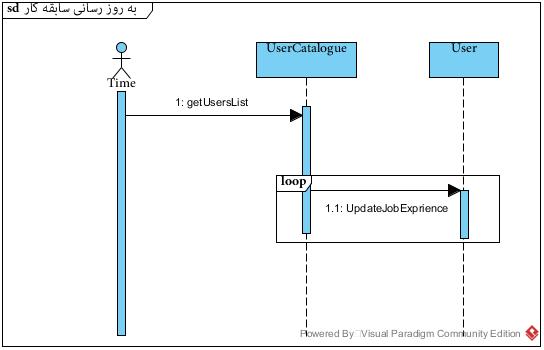 sd به روز رسانی سابقه کار
UserCatalogue
User
Time
1: getUsersList
loop
1.1: UpdateJobExprience
Powered By Visual Paradigm Community Edition